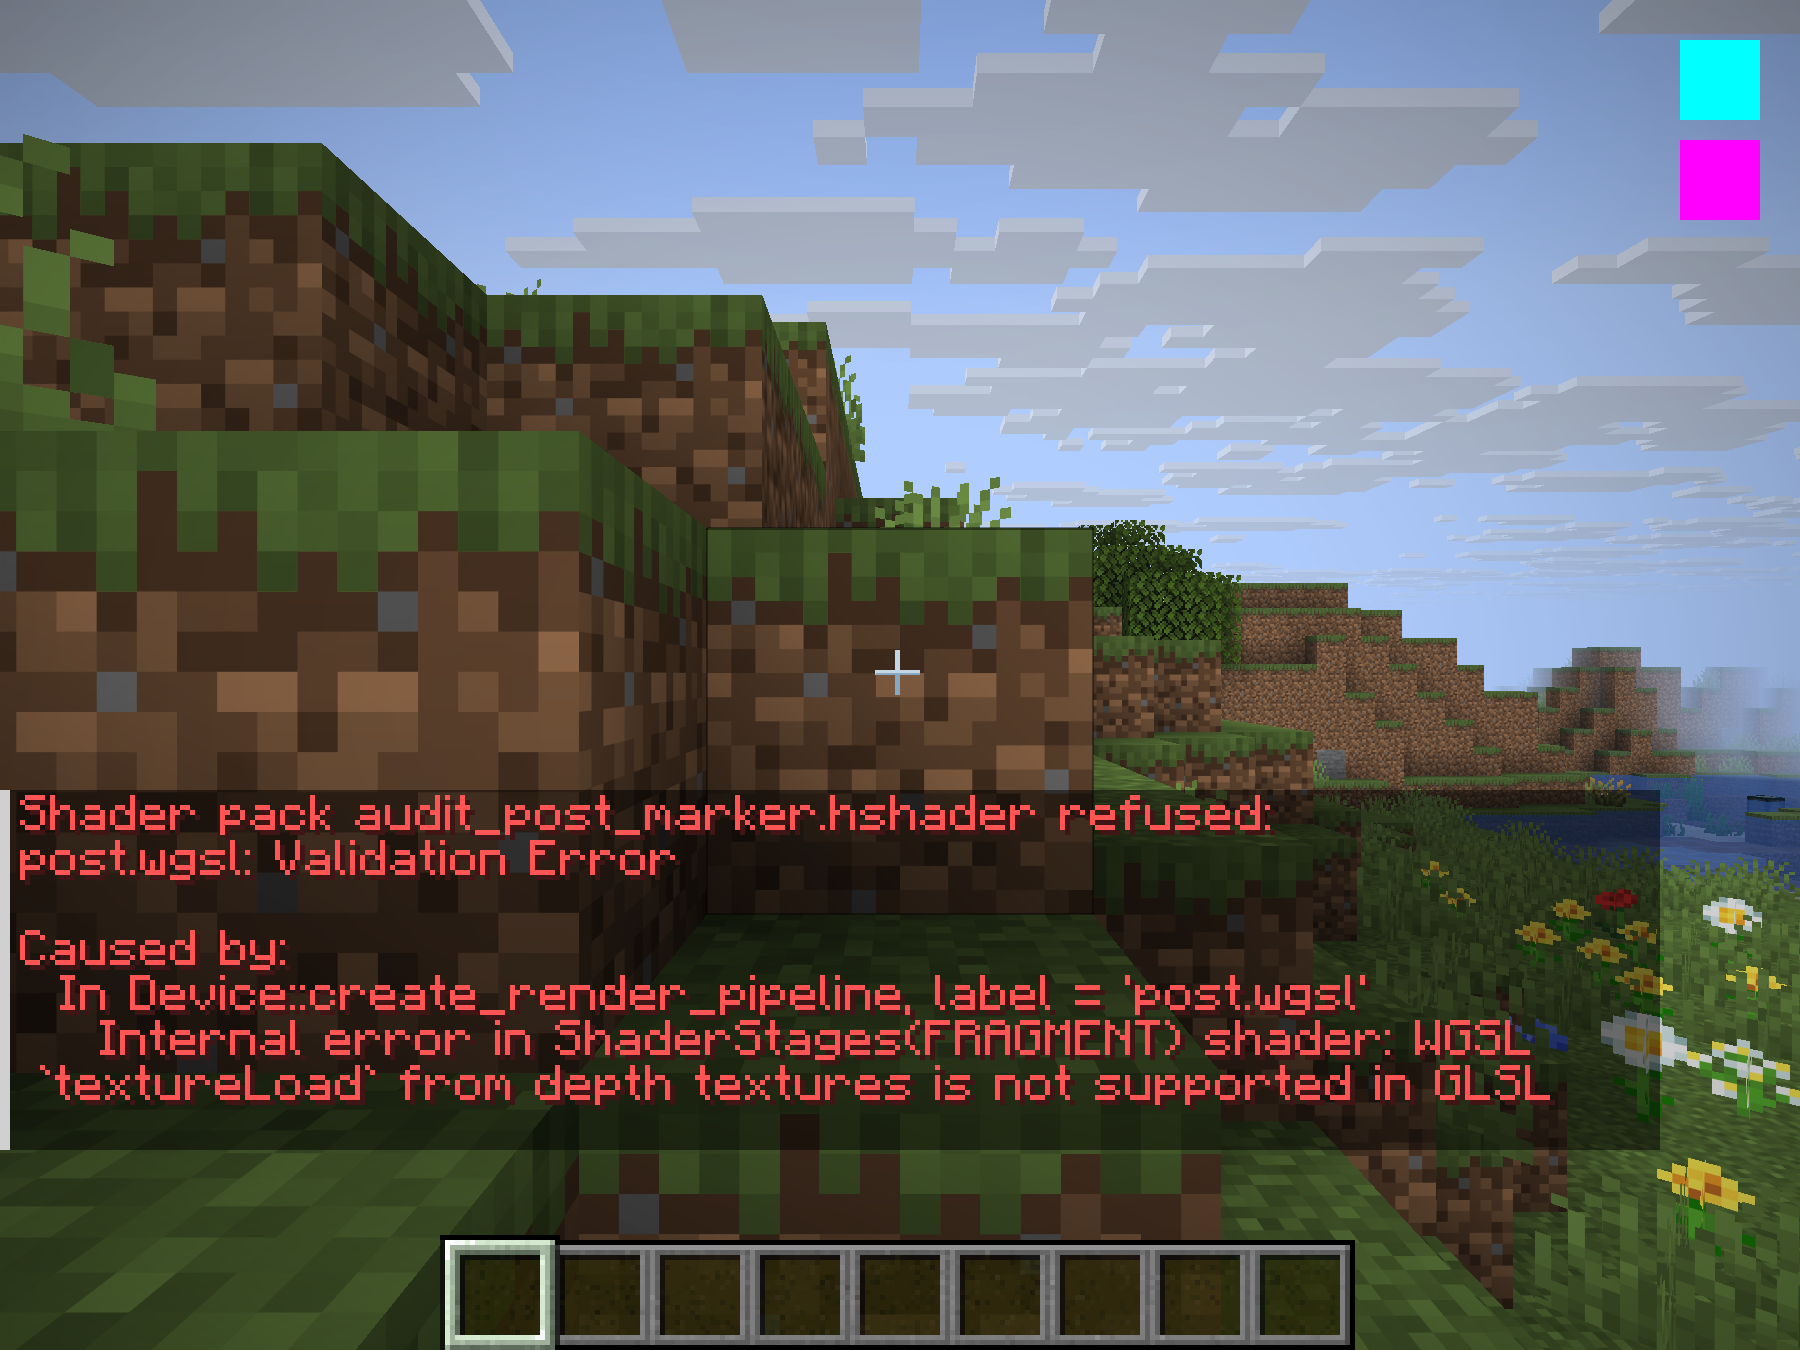 Shader pack audit_post_marker.hshader refused:
post.wgsl: Validation Error
Caused by:
In Device::create_render_pipeline, label = 'post.wgsl'
Internal error in ShaderStages(FRAGMENT) shader: WGSL
`textureLoad` from depth textures is not supported in GLSL